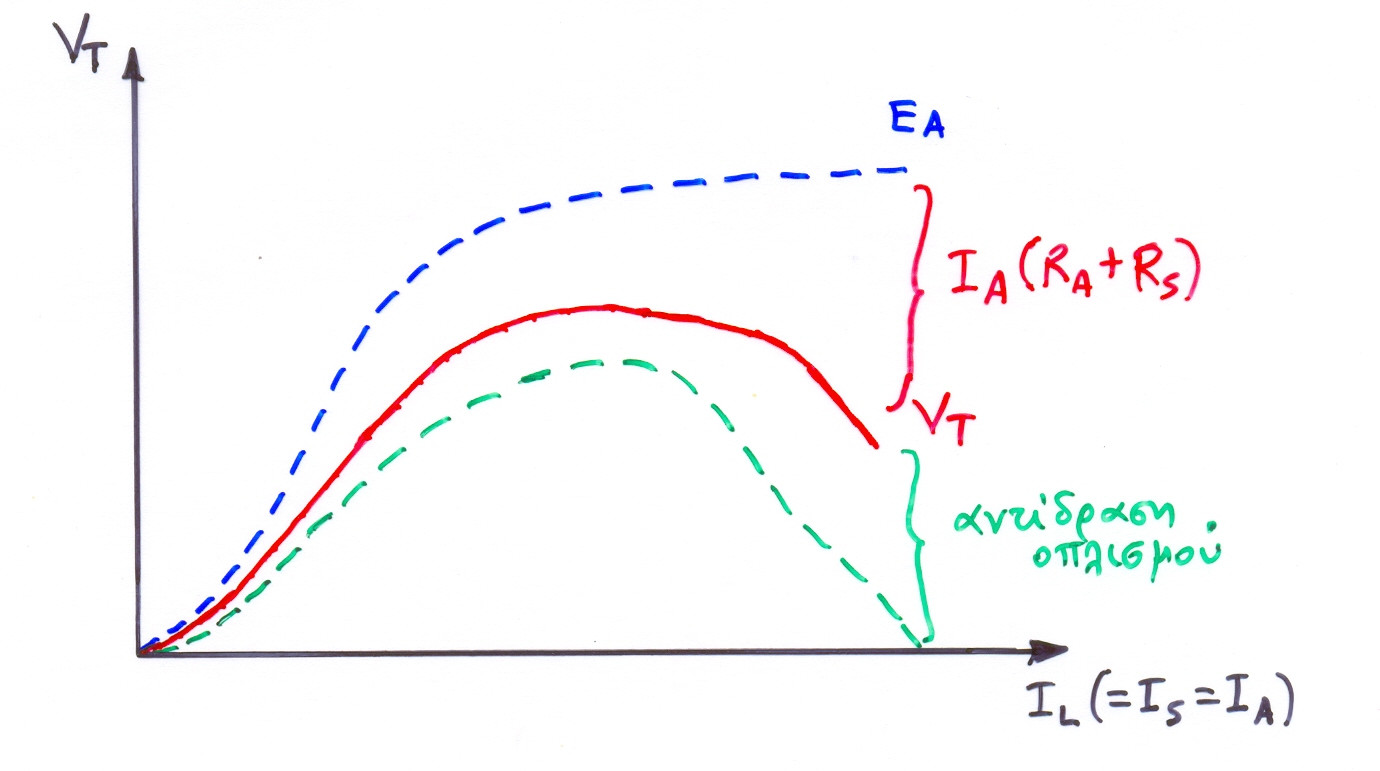 V_T
E_A
I_A(R_A+R_S)
V_T
αντίδραση
οπλισμού
I_L(=I_S=I_A)